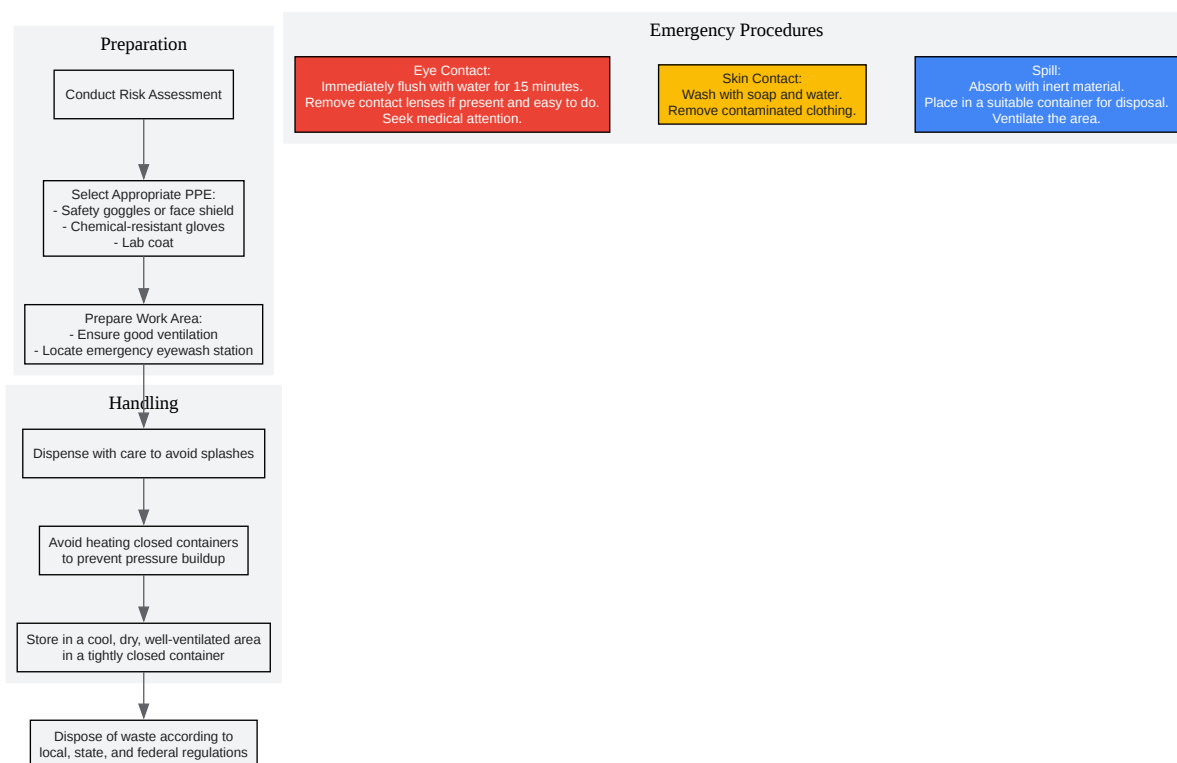 Preparation
Conduct Risk Assessment
Select Appropriate PPE:
- Safety goggles or face shield
- Chemical-resistant gloves
- Lab coat
Prepare Work Area:
- Ensure good ventilation
- Locate emergency eyewash station
Handling
Dispense with care to avoid splashes
Avoid heating closed containers
to prevent pressure buildup
Store in a cool, dry, well-ventilated area
in a tightly closed container
Dispose of waste according to
local, state, and federal regulations
Emergency Procedures
Eye Contact:
Immediately flush with water for 15 minutes.
Remove contact lenses if present and easy to do.
Seek medical attention.
Skin Contact:
Wash with soap and water.
Remove contaminated clothing.
Spill:
Absorb with inert material.
Place in a suitable container for disposal.
Ventilate the area.